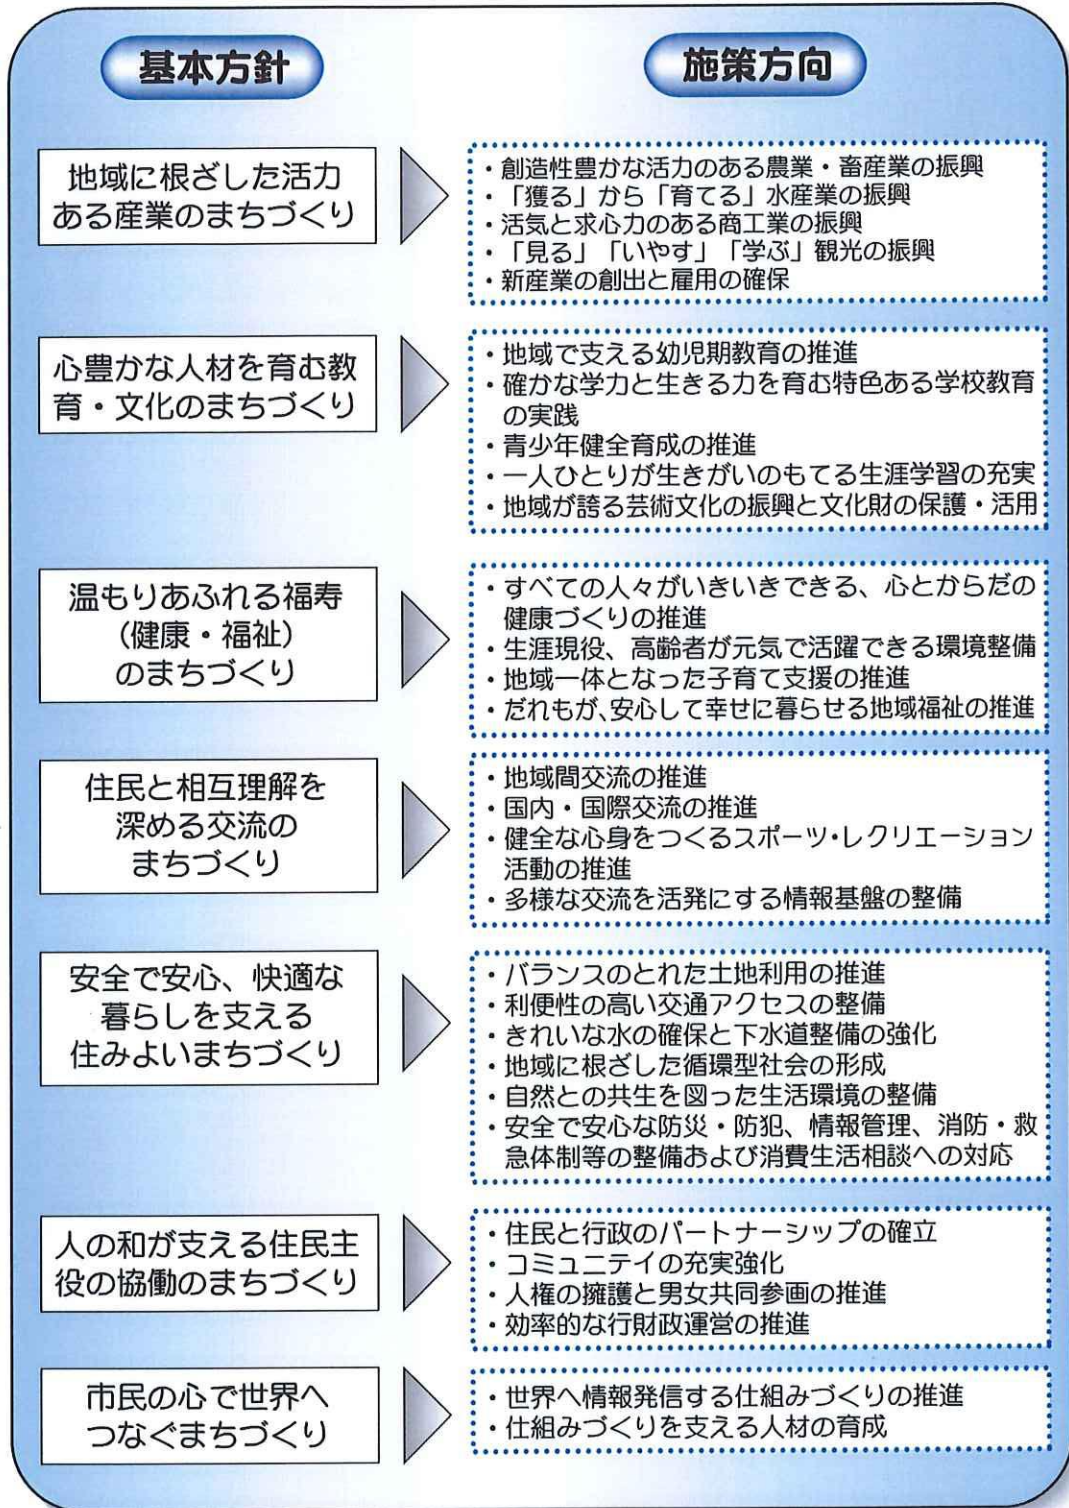 基本方針
施策方向
地域に根ざした活力
ある産業のまちづくり
・創造性豊かな活力のある農業・畜産業の振興
・「獲る」から「育てる」水産業の振興
・活気と求心力のある商工業の振興
・「見る」「いやす」「学ぶ」観光の振興
・新産業の創出と雇用の確保
心豊かな人材を育む教
育・文化のまちづくり
・地域で支える幼児期教育の推進
・確かな学力と生きる力を育む特色ある学校教育
の実践
・青少年健全育成の推進
・一人ひとりが生きがいのもてる生涯学習の充実
・地域が誇る芸術文化の振興と文化財の保護・活用
温もりあふれる福寿
(健康・福祉)
のまちづくり
・すべての人々がいきいきできる、心とからだの
健康づくりの推進
・生涯現役、高齢者が元気で活躍できる環境整備
・地域一体となった子育て支援の推進
・だれもが、安心して幸せに暮らせる地域福祉の推進
住民と相互理解を
深める交流の
まちづくり
・地域間交流の推進
・国内・国際交流の推進
・健全な心身をつくるスポーツ・レクリエーション
活動の推進
・多様な交流を活発にする情報基盤の整備
安全で安心、快適な
暮らしを支える
住みよいまちづくり
・バランスのとれた土地利用の推進
・利便性の高い交通アクセスの整備
・きれいな水の確保と下水道整備の強化
・地域に根ざした循環型社会の形成
・自然との共生を図った生活環境の整備
・安全で安心な防災・防犯、情報管理、消防・救
急体制等の整備および消費生活相談への対応
人の和が支える住民主
役の協働のまちづくり
・住民と行政のパートナーシップの確立
・コミュニテイの充実強化
・人権の擁護と男女共同参画の推進
・効率的な行財政運営の推進
市民の心で世界へ
つなぐまちづくり
・世界へ情報発信する仕組みづくりの推進
・仕組みづくりを支える人材の育成